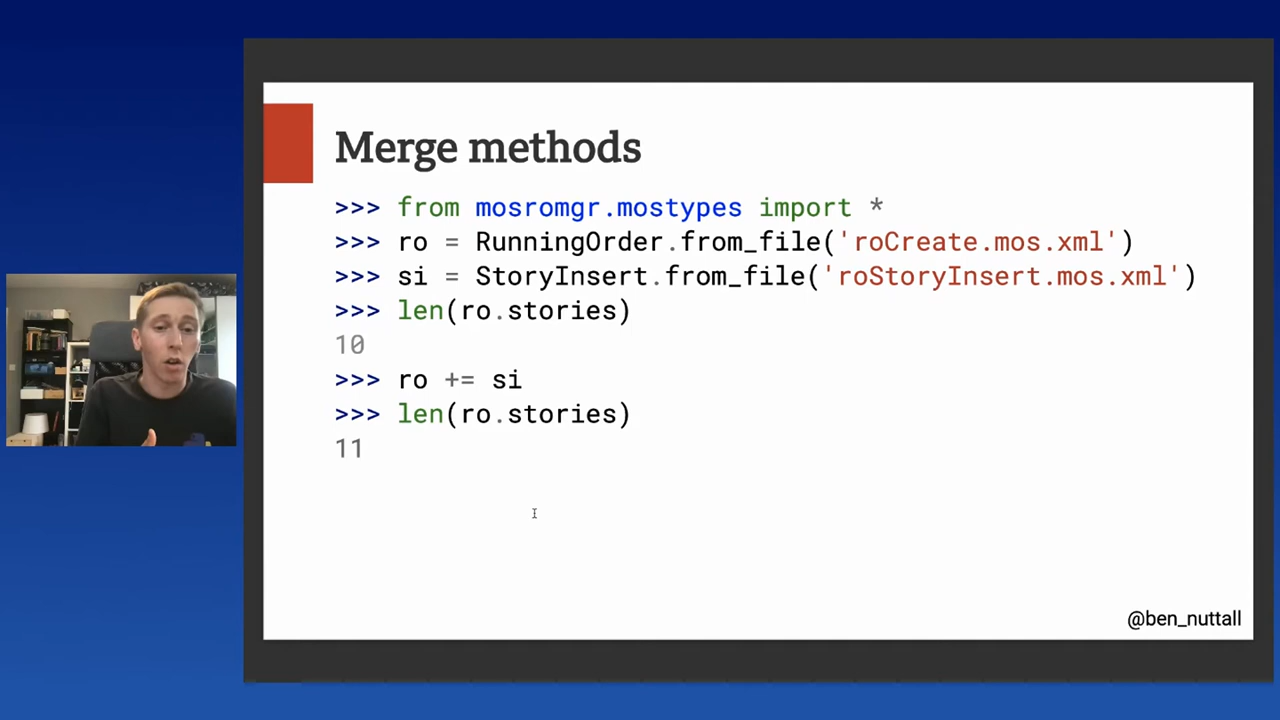 Merge methods
>>> from mosromgr.mostypes import *
>>> ro = RunningOrder.from_file('roCreate.mos.xml')
>>> si = StoryInsert.from_file('roStoryInsert.mos.xml')
>>> len(ro.stories)
10
>>> ro += si
>>> len(ro.stories)
11
@ben_nuttall